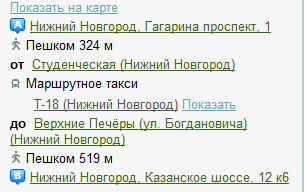 Показать на карте
A Нижний Новгород, Гагарина проспект, 1
Пешком 324 м
от Студенческая (Нижний Новгород)
Маршрутное такси
Т-18 (Нижний Новгород) Показать
до Верхние Печёры (ул. Богдановича)
(Нижний Новгород)
Пешком 519 м
B Нижний Новгород, Казанское шоссе, 12 к6